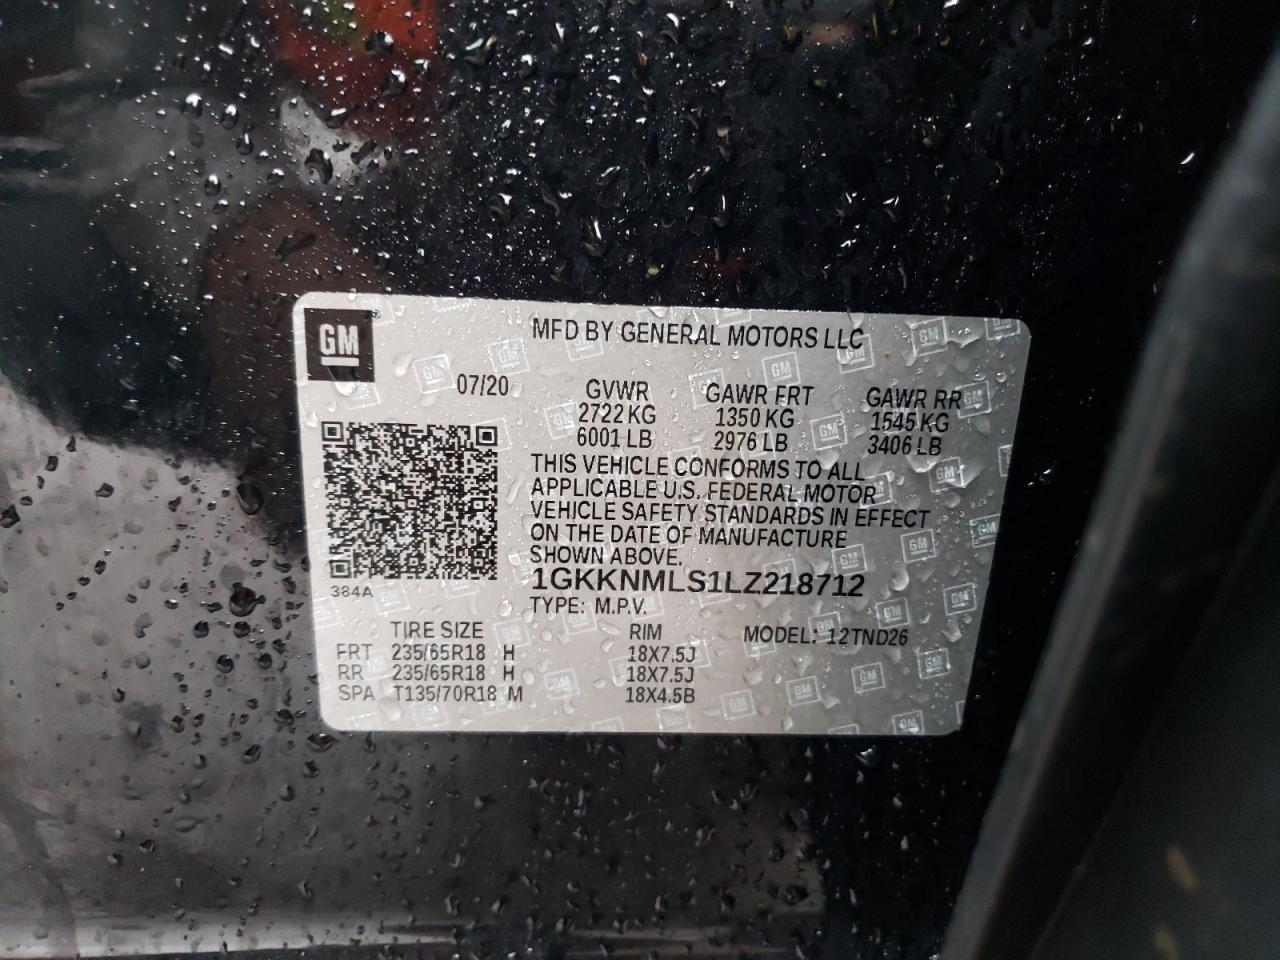 GM
MFD BY GENERAL MOTORS LLC
07/20
GVWR GAWR FRT GAWR RR
2722 KG 1350 KG 1545 KG
6001 LB 2976 LB 3406 LB
THIS VEHICLE CONFORMS TO ALL
APPLICABLE U.S. FEDERAL MOTOR
VEHICLE SAFETY STANDARDS IN EFFECT
ON THE DATE OF MANUFACTURE
SHOWN ABOVE.
384A
1GKKNMLS1LZ218712
TYPE: M.P.V.
TIRE SIZE RIM MODEL: 12TND26
FRT 235/65R18 H 18X7.5J
RR 235/65R18 H 18X7.5J
SPA T135/70R18 M 18X4.5B